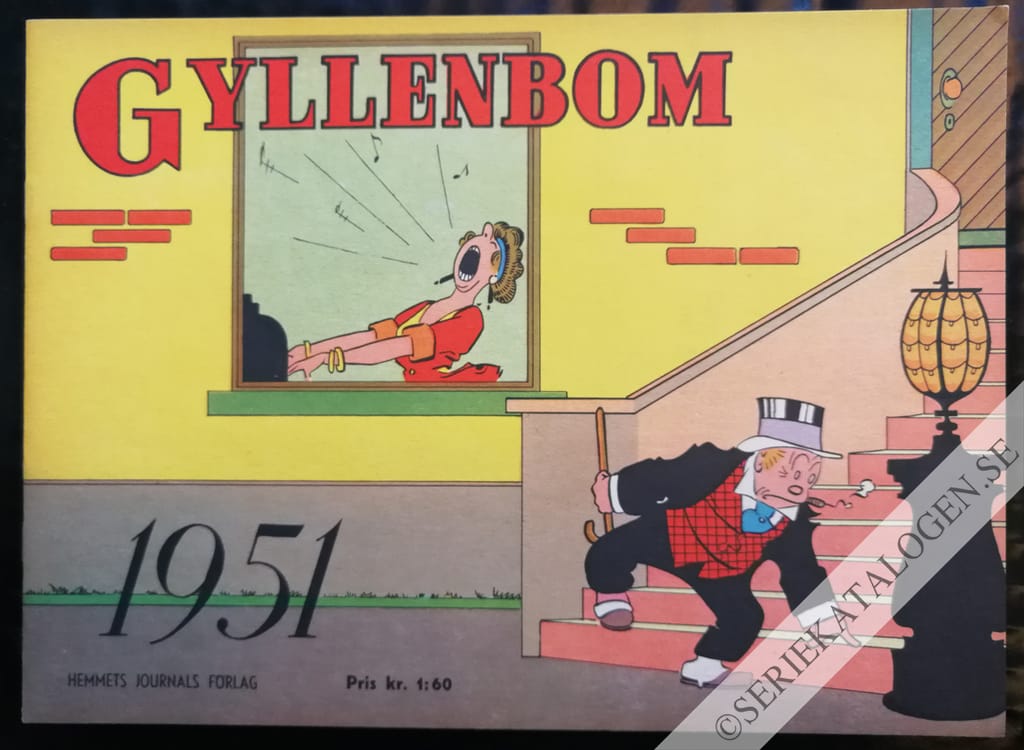 GYLLENBOM
1951
HEMMETS JOURNALS FÖRLAG
Pris kr. 1:60
©SERIEKATALOGEN.SE